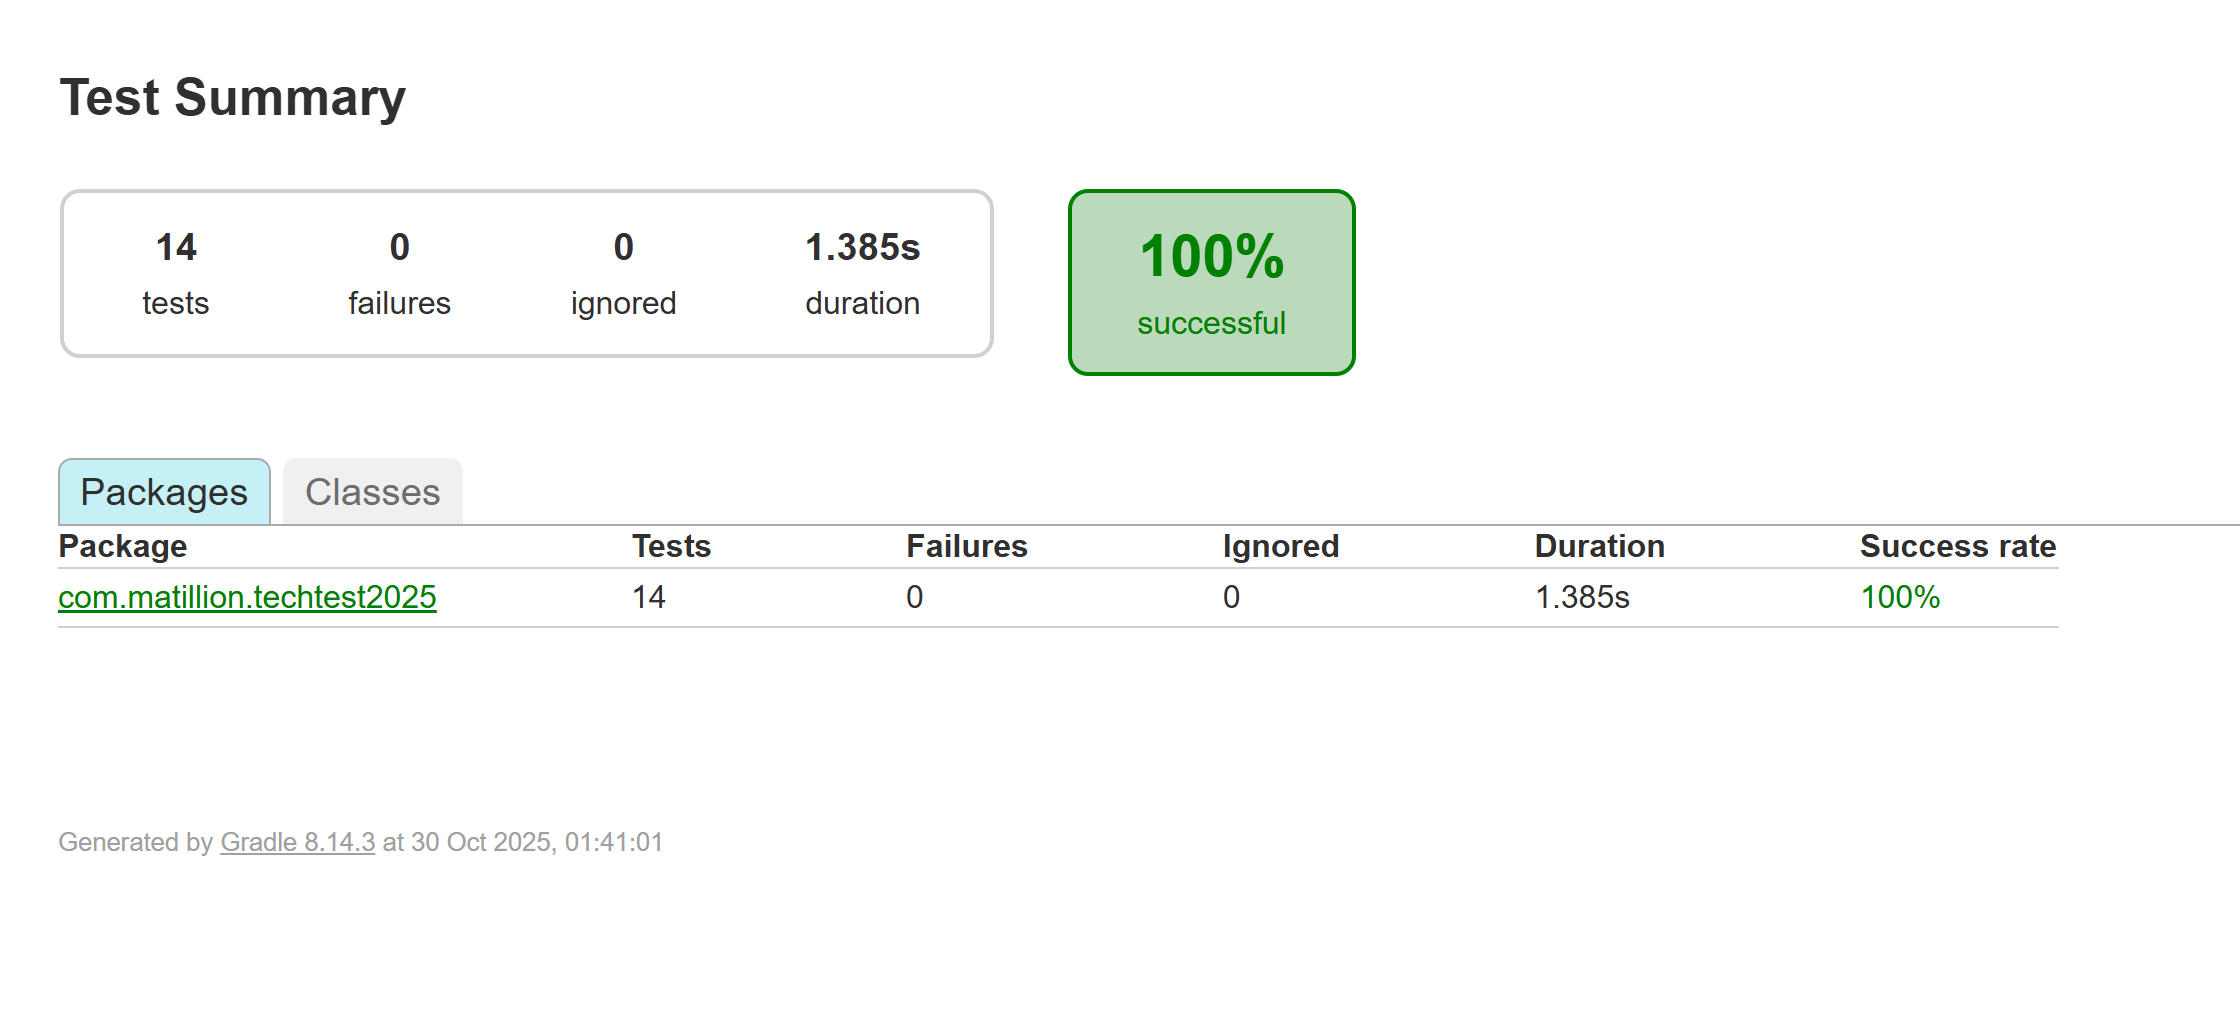 Test Summary
14 0 0 1.385s
tests failures ignored duration
100%
successful
Packages Classes
Package Tests Failures Ignored Duration Success rate
com.matillion.techtest2025 14 0 0 1.385s 100%
Generated by Gradle 8.14.3 at 30 Oct 2025, 01:41:01